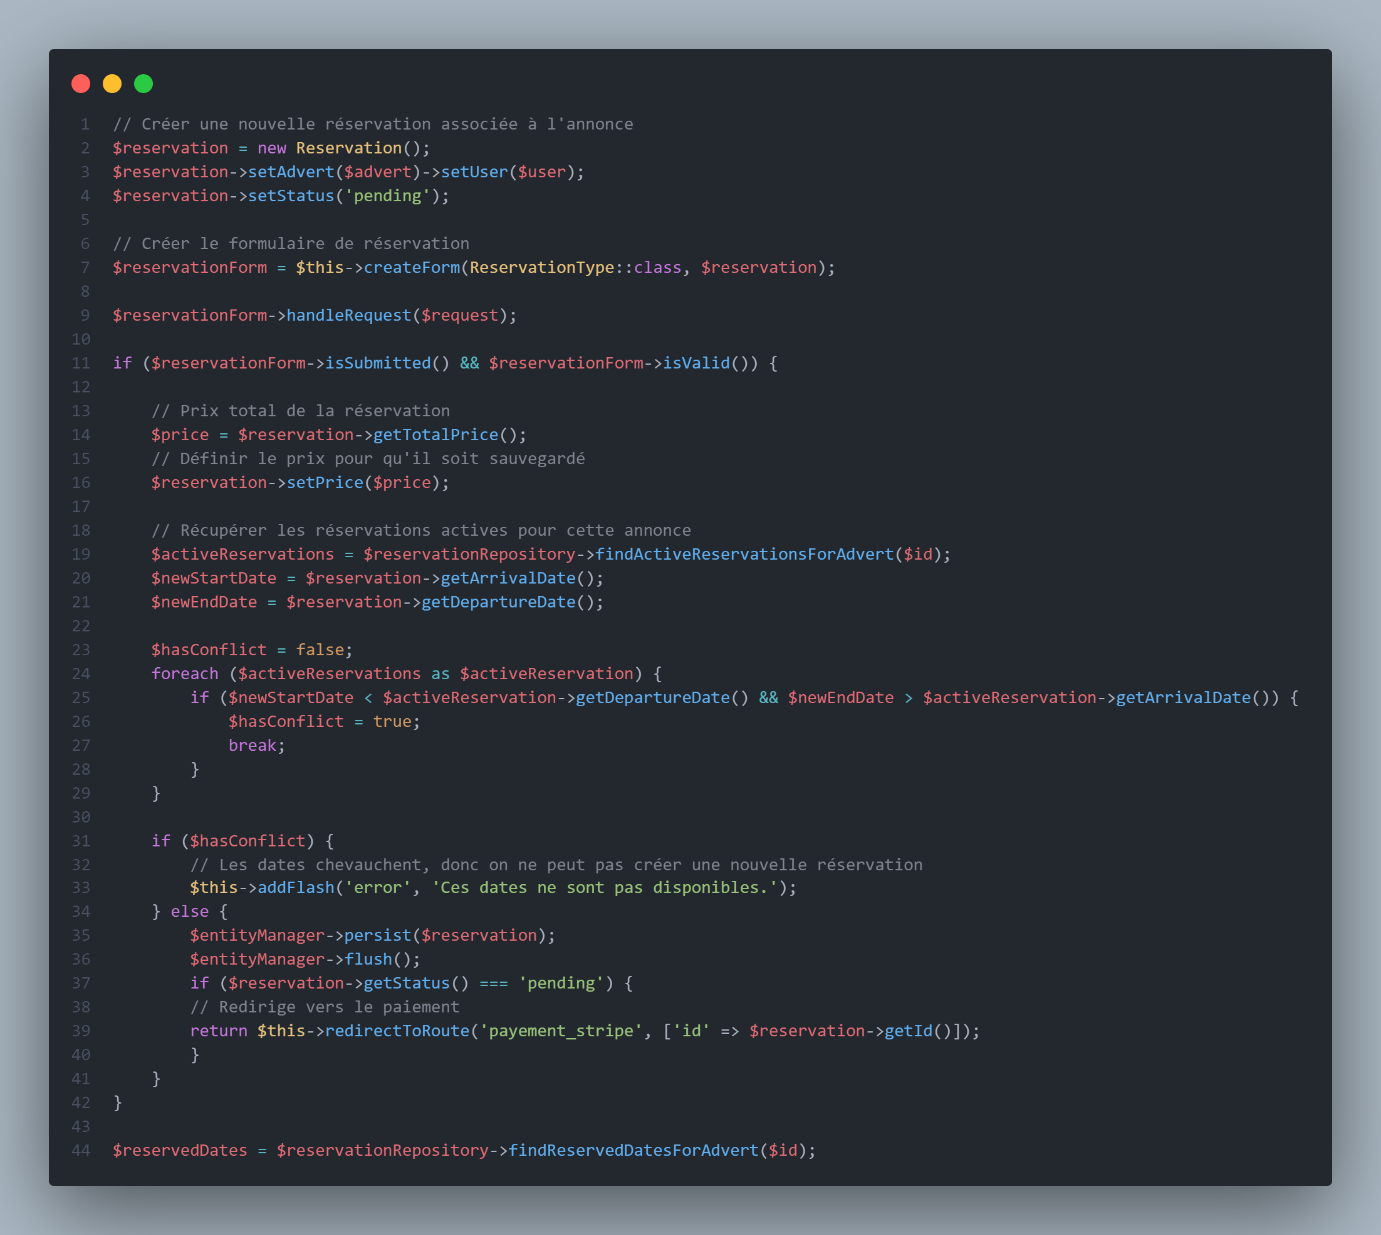 1 // Créer une nouvelle réservation associée à l'annonce
2 $reservation = new Reservation();
3 $reservation->setAdvert($advert)->setUser($user);
4 $reservation->setStatus('pending');
5
6 // Créer le formulaire de réservation
7 $reservationForm = $this->createForm(ReservationType::class, $reservation);
8
9 $reservationForm->handleRequest($request);
10
11 if ($reservationForm->isSubmitted() && $reservationForm->isValid()) {
12
13     // Prix total de la réservation
14     $price = $reservation->getTotalPrice();
15     // Définir le prix pour qu'il soit sauvegardé
16     $reservation->setPrice($price);
17
18     // Récupérer les réservations actives pour cette annonce
19     $activeReservations = $reservationRepository->findActiveReservationsForAdvert($id);
20     $newStartDate = $reservation->getArrivalDate();
21     $newEndDate = $reservation->getDepartureDate();
22
23     $hasConflict = false;
24     foreach ($activeReservations as $activeReservation) {
25         if ($newStartDate < $activeReservation->getDepartureDate() && $newEndDate > $activeReservation->getArrivalDate()) {
26             $hasConflict = true;
27             break;
28         }
29     }
30
31     if ($hasConflict) {
32         // Les dates chevauchent, donc on ne peut pas créer une nouvelle réservation
33         $this->addFlash('error', 'Ces dates ne sont pas disponibles.');
34     } else {
35         $entityManager->persist($reservation);
36         $entityManager->flush();
37         if ($reservation->getStatus() === 'pending') {
38         // Redirige vers le paiement
39         return $this->redirectToRoute('payement_stripe', ['id' => $reservation->getId()]);
40         }
41     }
42 }
43
44 $reservedDates = $reservationRepository->findReservedDatesForAdvert($id);